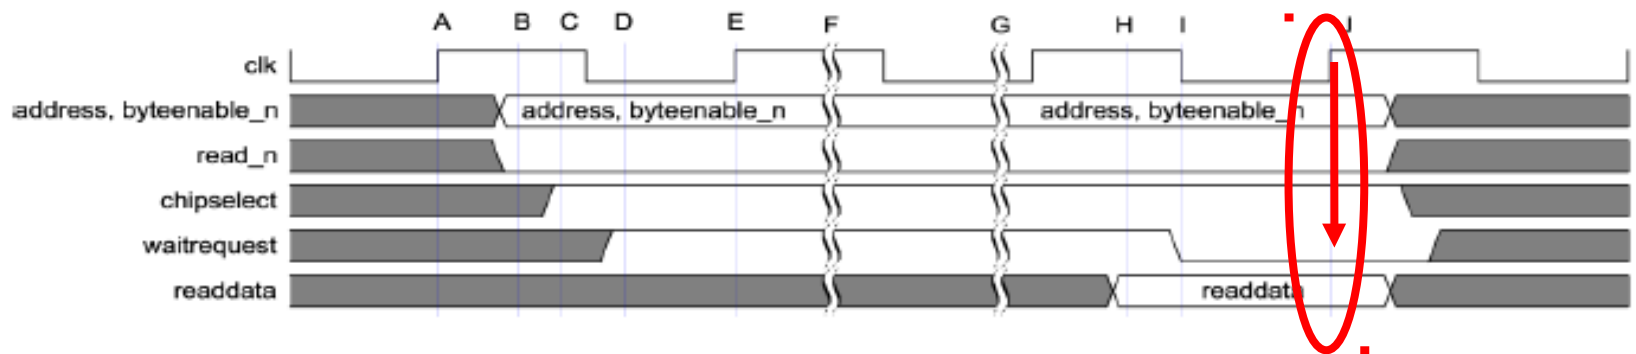 A B C D E F G H I J
clk
address, byteenable_n address, byteenable_n address, byteenable_n
read_n
chipselect
waitrequest
readdata readdata